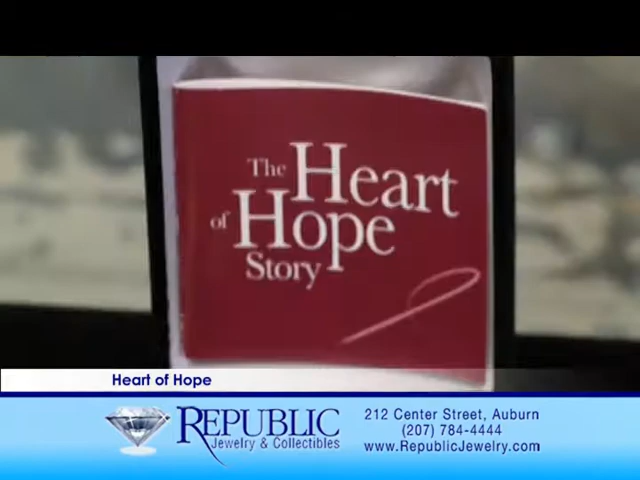 The Heart
of Hope
Story
Heart of Hope
REPUBLIC
Jewelry & Collectibles
212 Center Street, Auburn
(207) 784-4444
www.RepublicJewelry.com